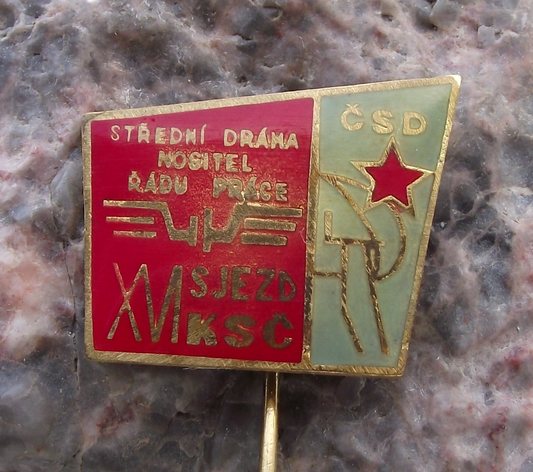 STŘEDNÍ DRÁHA
NOSITEL
ŘÁDU PRÁCE
XVI SJEZD
KSČ
ČSD